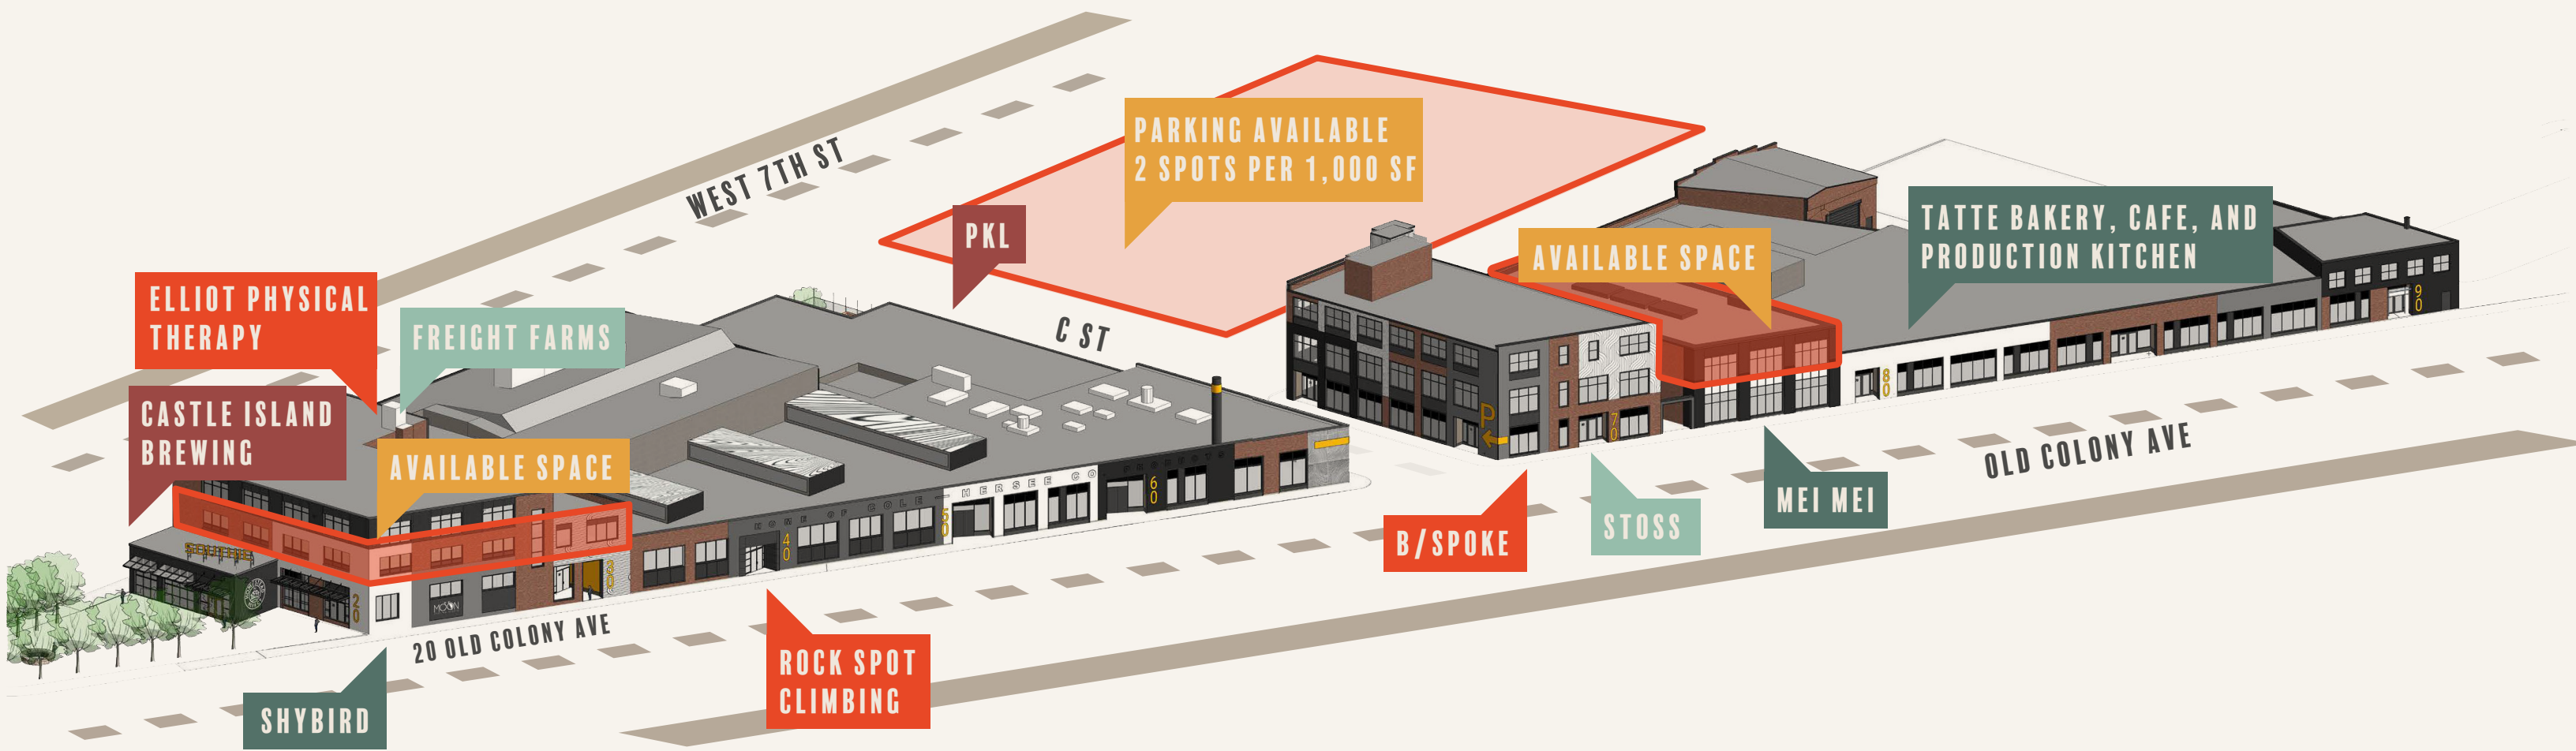 WEST 7TH ST
PARKING AVAILABLE
2 SPOTS PER 1,000 SF
PKL
C ST
AVAILABLE SPACE
TATTE BAKERY, CAFE, AND
PRODUCTION KITCHEN
ELLIOT PHYSICAL
THERAPY
FREIGHT FARMS
CASTLE ISLAND
BREWING
AVAILABLE SPACE
HOME OF COLE - HERSEE CO PRODUCTS
20
MOON
30
40
50
60
P
70
80
90
OLD COLONY AVE
B/SPOKE
STOSS
MEI MEI
20 OLD COLONY AVE
ROCK SPOT
CLIMBING
SHYBIRD